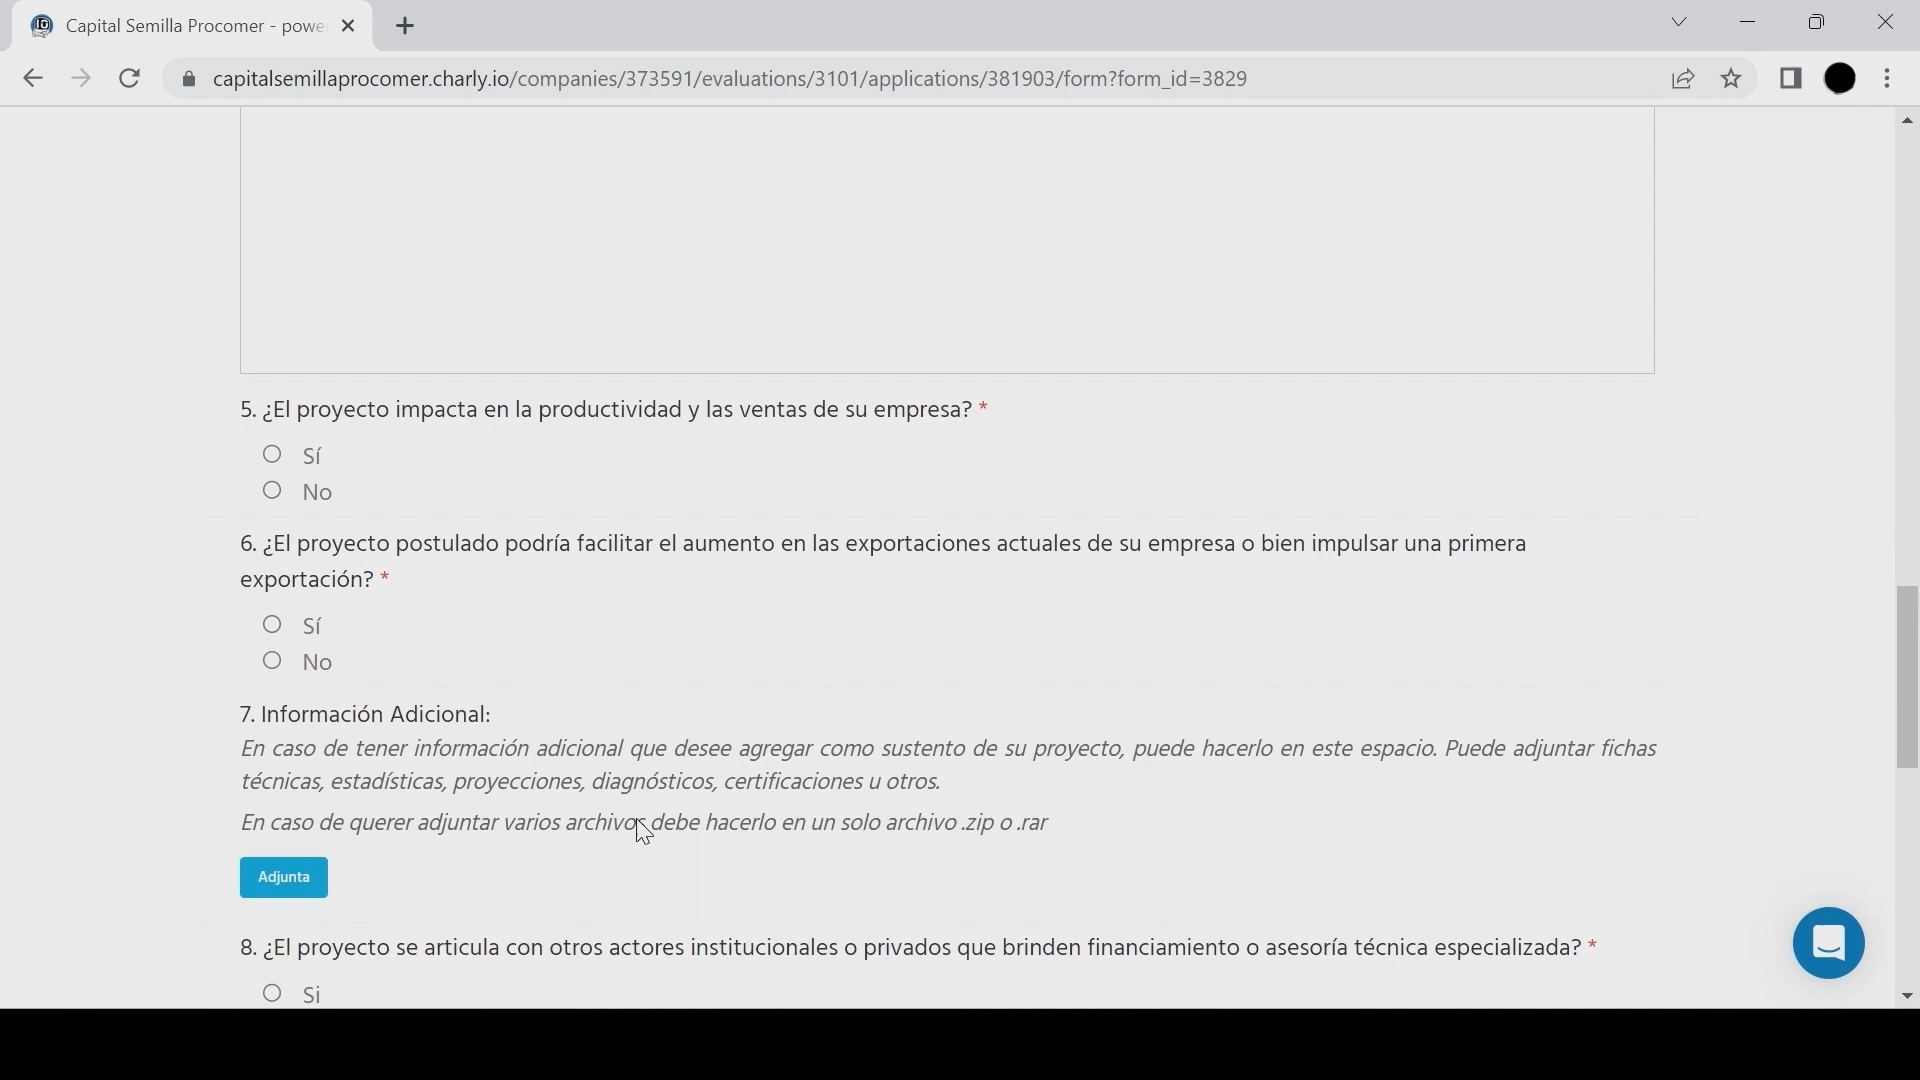 Capital Semilla Procomer - powe
capitalsemillaprocomer.charly.io/companies/373591/evaluations/3101/applications/381903/form?form_id=3829
5. ¿El proyecto impacta en la productividad y las ventas de su empresa? *
Sí
No
6. ¿El proyecto postulado podría facilitar el aumento en las exportaciones actuales de su empresa o bien impulsar una primera
exportación? *
Sí
No
7. Información Adicional:
En caso de tener información adicional que desee agregar como sustento de su proyecto, puede hacerlo en este espacio. Puede adjuntar fichas
técnicas, estadísticas, proyecciones, diagnósticos, certificaciones u otros.
En caso de querer adjuntar varios archivos debe hacerlo en un solo archivo .zip o .rar
Adjunta
8. ¿El proyecto se articula con otros actores institucionales o privados que brinden financiamiento o asesoría técnica especializada? *
Si